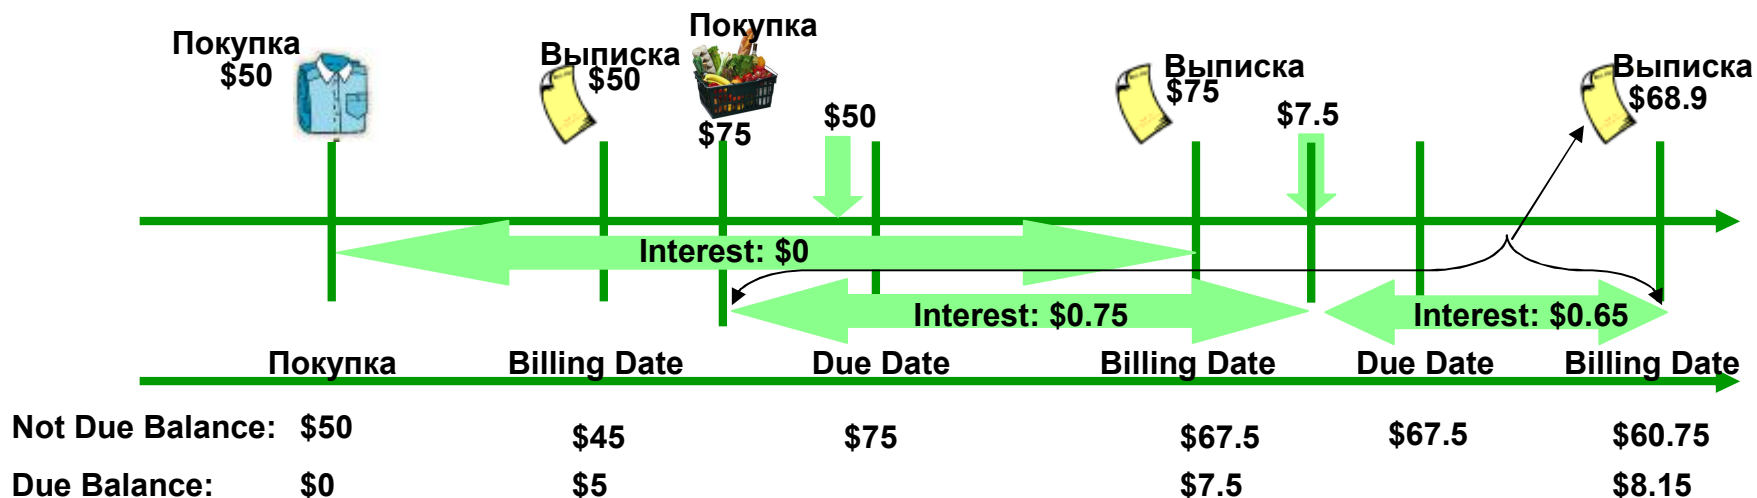 Покупка
$50
Выписка
$50
Покупка
$75
$50
Выписка
$75
$7.5
Выписка
$68.9
Interest: $0
Interest: $0.75
Interest: $0.65
Покупка Billing Date Due Date Billing Date Due Date Billing Date
Not Due Balance: $50 $45 $75 $67.5 $67.5 $60.75
Due Balance: $0 $5 $7.5 $8.15